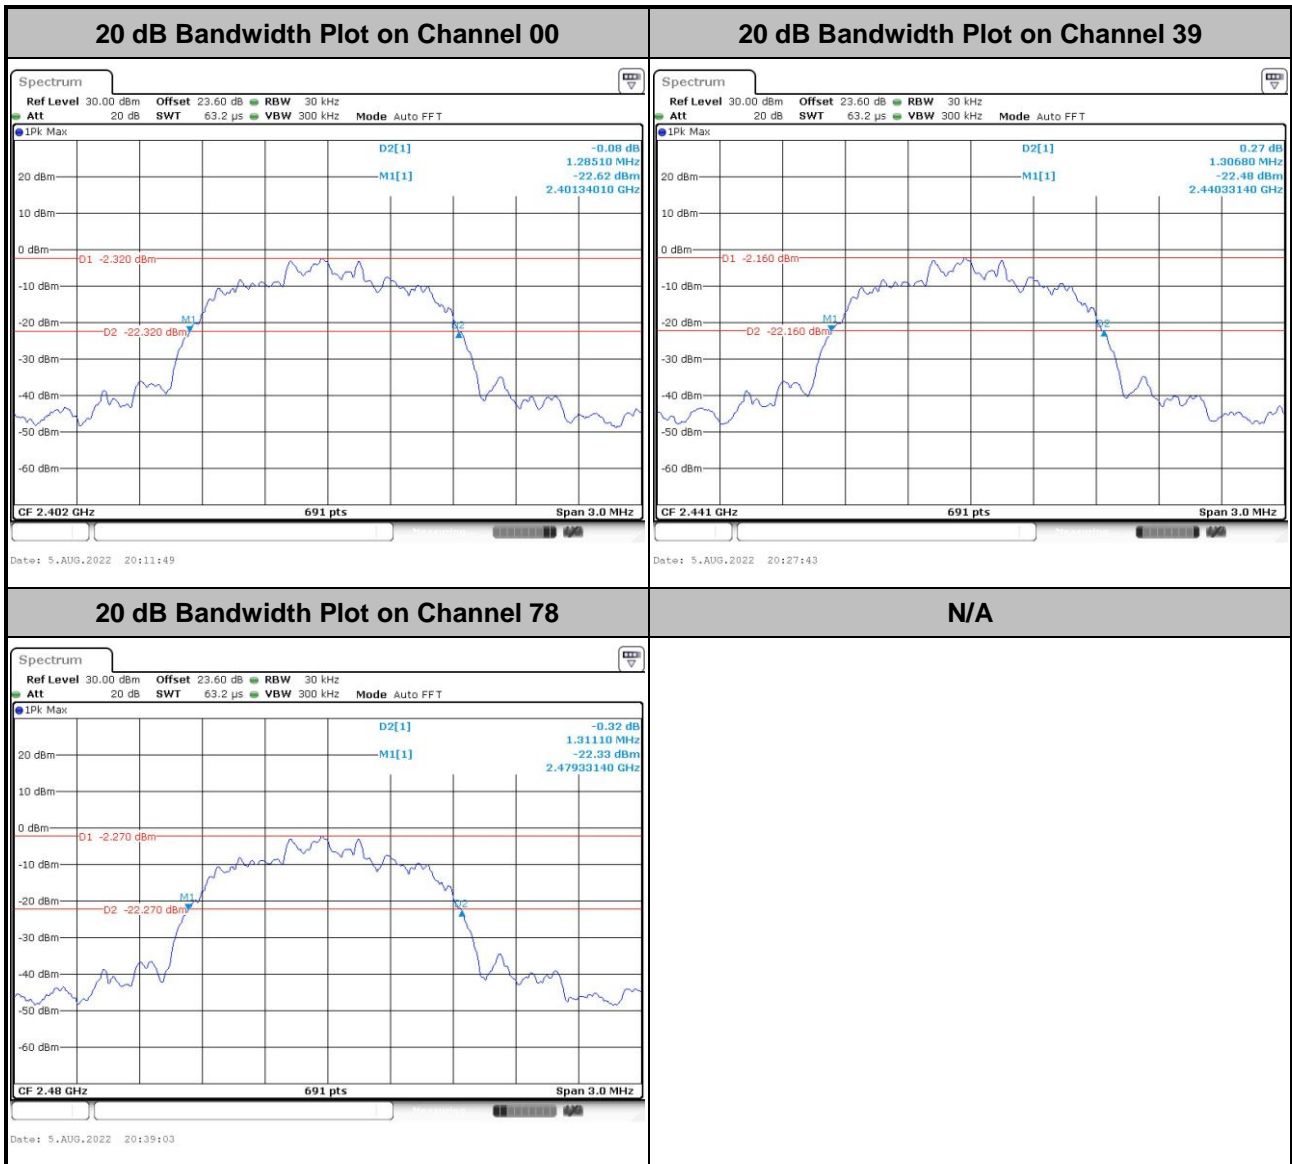 20 dB Bandwidth Plot on Channel 00
20 dB Bandwidth Plot on Channel 39
Spectrum
Ref Level 30.00 dBm Offset 23.60 dB RBW 30 kHz
Att 20 dB SWT 63.2 µs VBW 300 kHz Mode Auto FFT
1Pk Max
D2[1] -0.08 dB
1.28510 MHz
M1[1] -22.62 dBm
2.40134010 GHz
20 dBm
10 dBm
0 dBm
D1 -2.320 dBm
-10 dBm
-20 dBm
M1
D2
D2 -22.320 dBm
-30 dBm
-40 dBm
-50 dBm
-60 dBm
CF 2.402 GHz 691 pts Span 3.0 MHz
Date: 5.AUG.2022 20:11:49
Spectrum
Ref Level 30.00 dBm Offset 23.60 dB RBW 30 kHz
Att 20 dB SWT 63.2 µs VBW 300 kHz Mode Auto FFT
1Pk Max
D2[1] 0.27 dB
1.30680 MHz
M1[1] -22.48 dBm
2.44033140 GHz
20 dBm
10 dBm
0 dBm
D1 -2.160 dBm
-10 dBm
-20 dBm
M1
D2
D2 -22.160 dBm
-30 dBm
-40 dBm
-50 dBm
-60 dBm
CF 2.441 GHz 691 pts Span 3.0 MHz
Date: 5.AUG.2022 20:27:43
20 dB Bandwidth Plot on Channel 78
N/A
Spectrum
Ref Level 30.00 dBm Offset 23.60 dB RBW 30 kHz
Att 20 dB SWT 63.2 µs VBW 300 kHz Mode Auto FFT
1Pk Max
D2[1] -0.32 dB
1.31110 MHz
M1[1] -22.33 dBm
2.47933140 GHz
20 dBm
10 dBm
0 dBm
D1 -2.270 dBm
-10 dBm
-20 dBm
M1
D2
D2 -22.270 dBm
-30 dBm
-40 dBm
-50 dBm
-60 dBm
CF 2.48 GHz 691 pts Span 3.0 MHz
Date: 5.AUG.2022 20:39:03